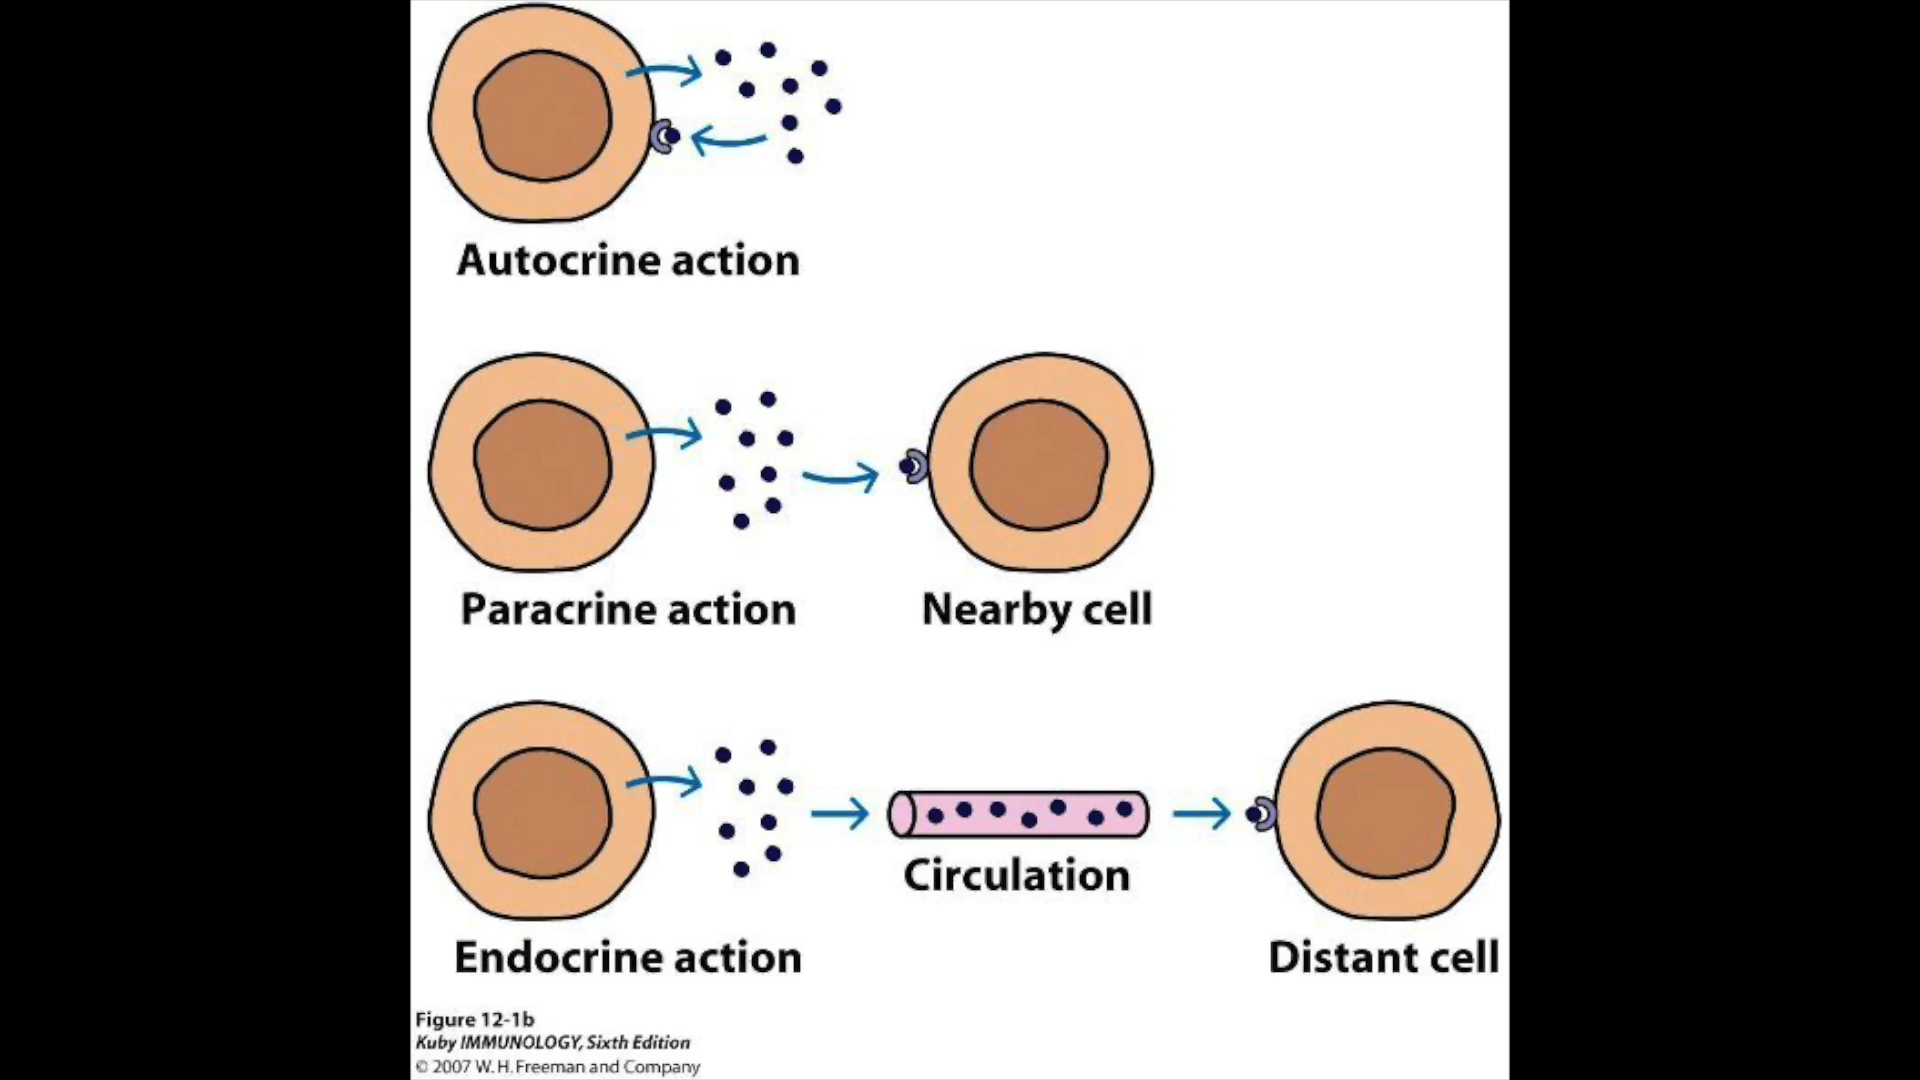 Autocrine action
Paracrine action
Nearby cell
Circulation
Endocrine action
Distant cell
Figure 12-1b
Kuby IMMUNOLOGY, Sixth Edition
© 2007 W. H. Freeman and Company